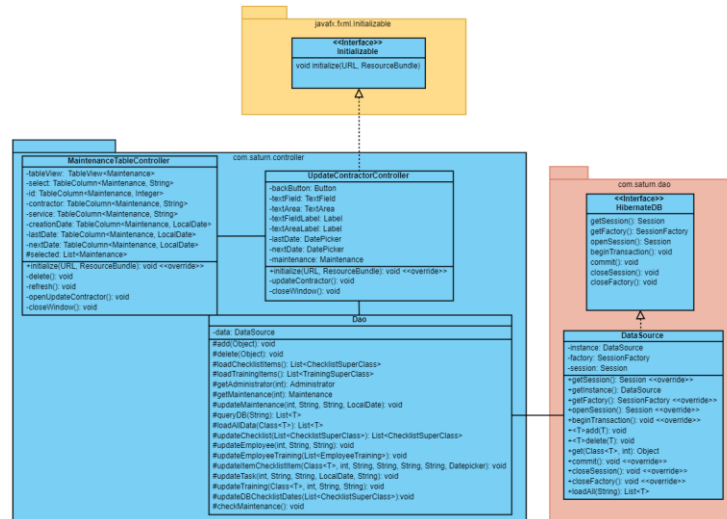 javafx.fxml.Initializable
<<Interface>>
Initializable
void initialize(URL, ResourceBundle)
com.saturn.controller
MaintenanceTableController
-tableView: TableView<Maintenance>
-select: TableColumn<Maintenance, String>
-id: TableColumn<Maintenance, Integer>
-contractor: TableColumn<Maintenance, String>
-service: TableColumn<Maintenance, String>
-creationDate: TableColumn<Maintenance, LocalDate>
-lastDate: TableColumn<Maintenance, LocalDate>
-nextDate: TableColumn<Maintenance, LocalDate>
#selected: List<Maintenance>
+initialize(URL, ResourceBundle): void <<override>>
-delete(): void
-refresh(): void
-openUpdateContractor(): void
-closeWindow(): void
UpdateContractorController
-backButton: Button
-textField: TextField
-textArea: TextArea
-textFieldLabel: Label
-textAreaLabel: Label
-lastDate: DatePicker
-nextDate: DatePicker
-maintenance: Maintenance
+initialize(URL, ResourceBundle): void <<override>>
-updateContractor(): void
-closeWindow(): void
Dao
-data: DataSource
#add(Object): void
#delete(Object): void
#loadChecklistItems(): List<ChecklistSuperClass>
#loadTrainingItems(): List<TrainingSuperClass>
#getAdministrator(int): Administrator
#getMaintenance(int): Maintenance
#updateMaintenance(int, String, String, LocalDate): void
#queryDB(String): List<T>
#loadAllData(Class<T>): List<T>
#updateChecklist(List<ChecklistSuperClass>): List<ChecklistSuperClass>
#updateEmployee(int, String, String): void
#updateEmployeeTraining(List<EmployeeTraining>): void
#updateItemChecklistItem(Class<T>, int, String, String, String, String, Datepicker): void
#updateTask(int, String, String, LocalDate, String): void
#updateTraining(Class<T>, int, String, String): void
#updateDBChecklistDates(List<ChecklistSuperClass>):void
#checkMaintenance(): void
com.saturn.dao
<<Interface>>
HibernateDB
getSession(): Session
getFactory(): SessionFactory
openSession(): Session
beginTransaction(): void
commit(): void
closeSession(): void
closeFactory(): void
DataSource
-instance: DataSource
-factory: SessionFactory
-session: Session
+getSession(): Session <<override>>
+getInstance(): DataSource
+getFactory(): SessionFactory <<override>>
+openSession(): Session <<override>>
+beginTransaction(): void <<override>>
+<T>add(T): void
+<T>delete(T): void
+get(Class<T>, int): Object
+commit(): void <<override>>
+closeSession(): void <<override>>
+closeFactory(): void <<override>>
+loadAll(String): List<T>